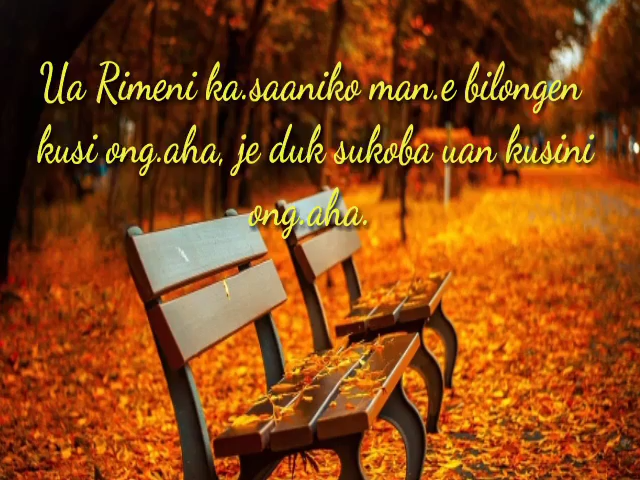 Ua Rimeni ka.saaniko man.e bilongen
kusi ong.aha, je duk sukoba uan kusini
ong.aha.